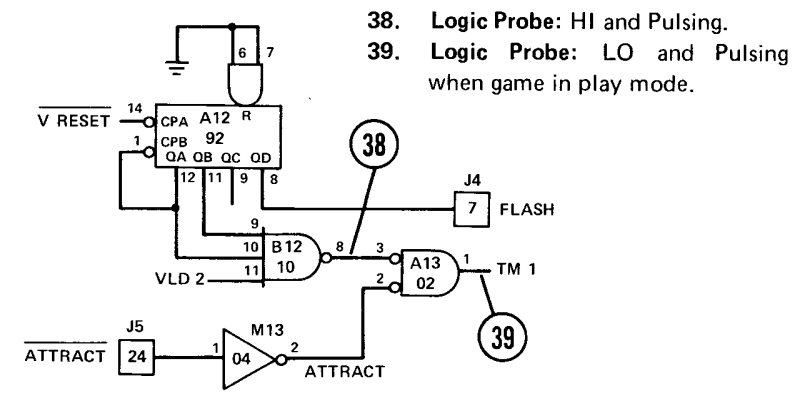 38. Logic Probe: HI and Pulsing.
39. Logic Probe: LO and Pulsing
when game in play mode.
6 7
V RESET 14 CPA A12 R
92
1 CPB
QA QB QC QD
12 11 9 8
38
J4
7 FLASH
9
10 B12 8 3
10 A13 1 TM 1
11
VLD 2
2 02
39
J5 M13
ATTRACT 24 1 04 2
ATTRACT